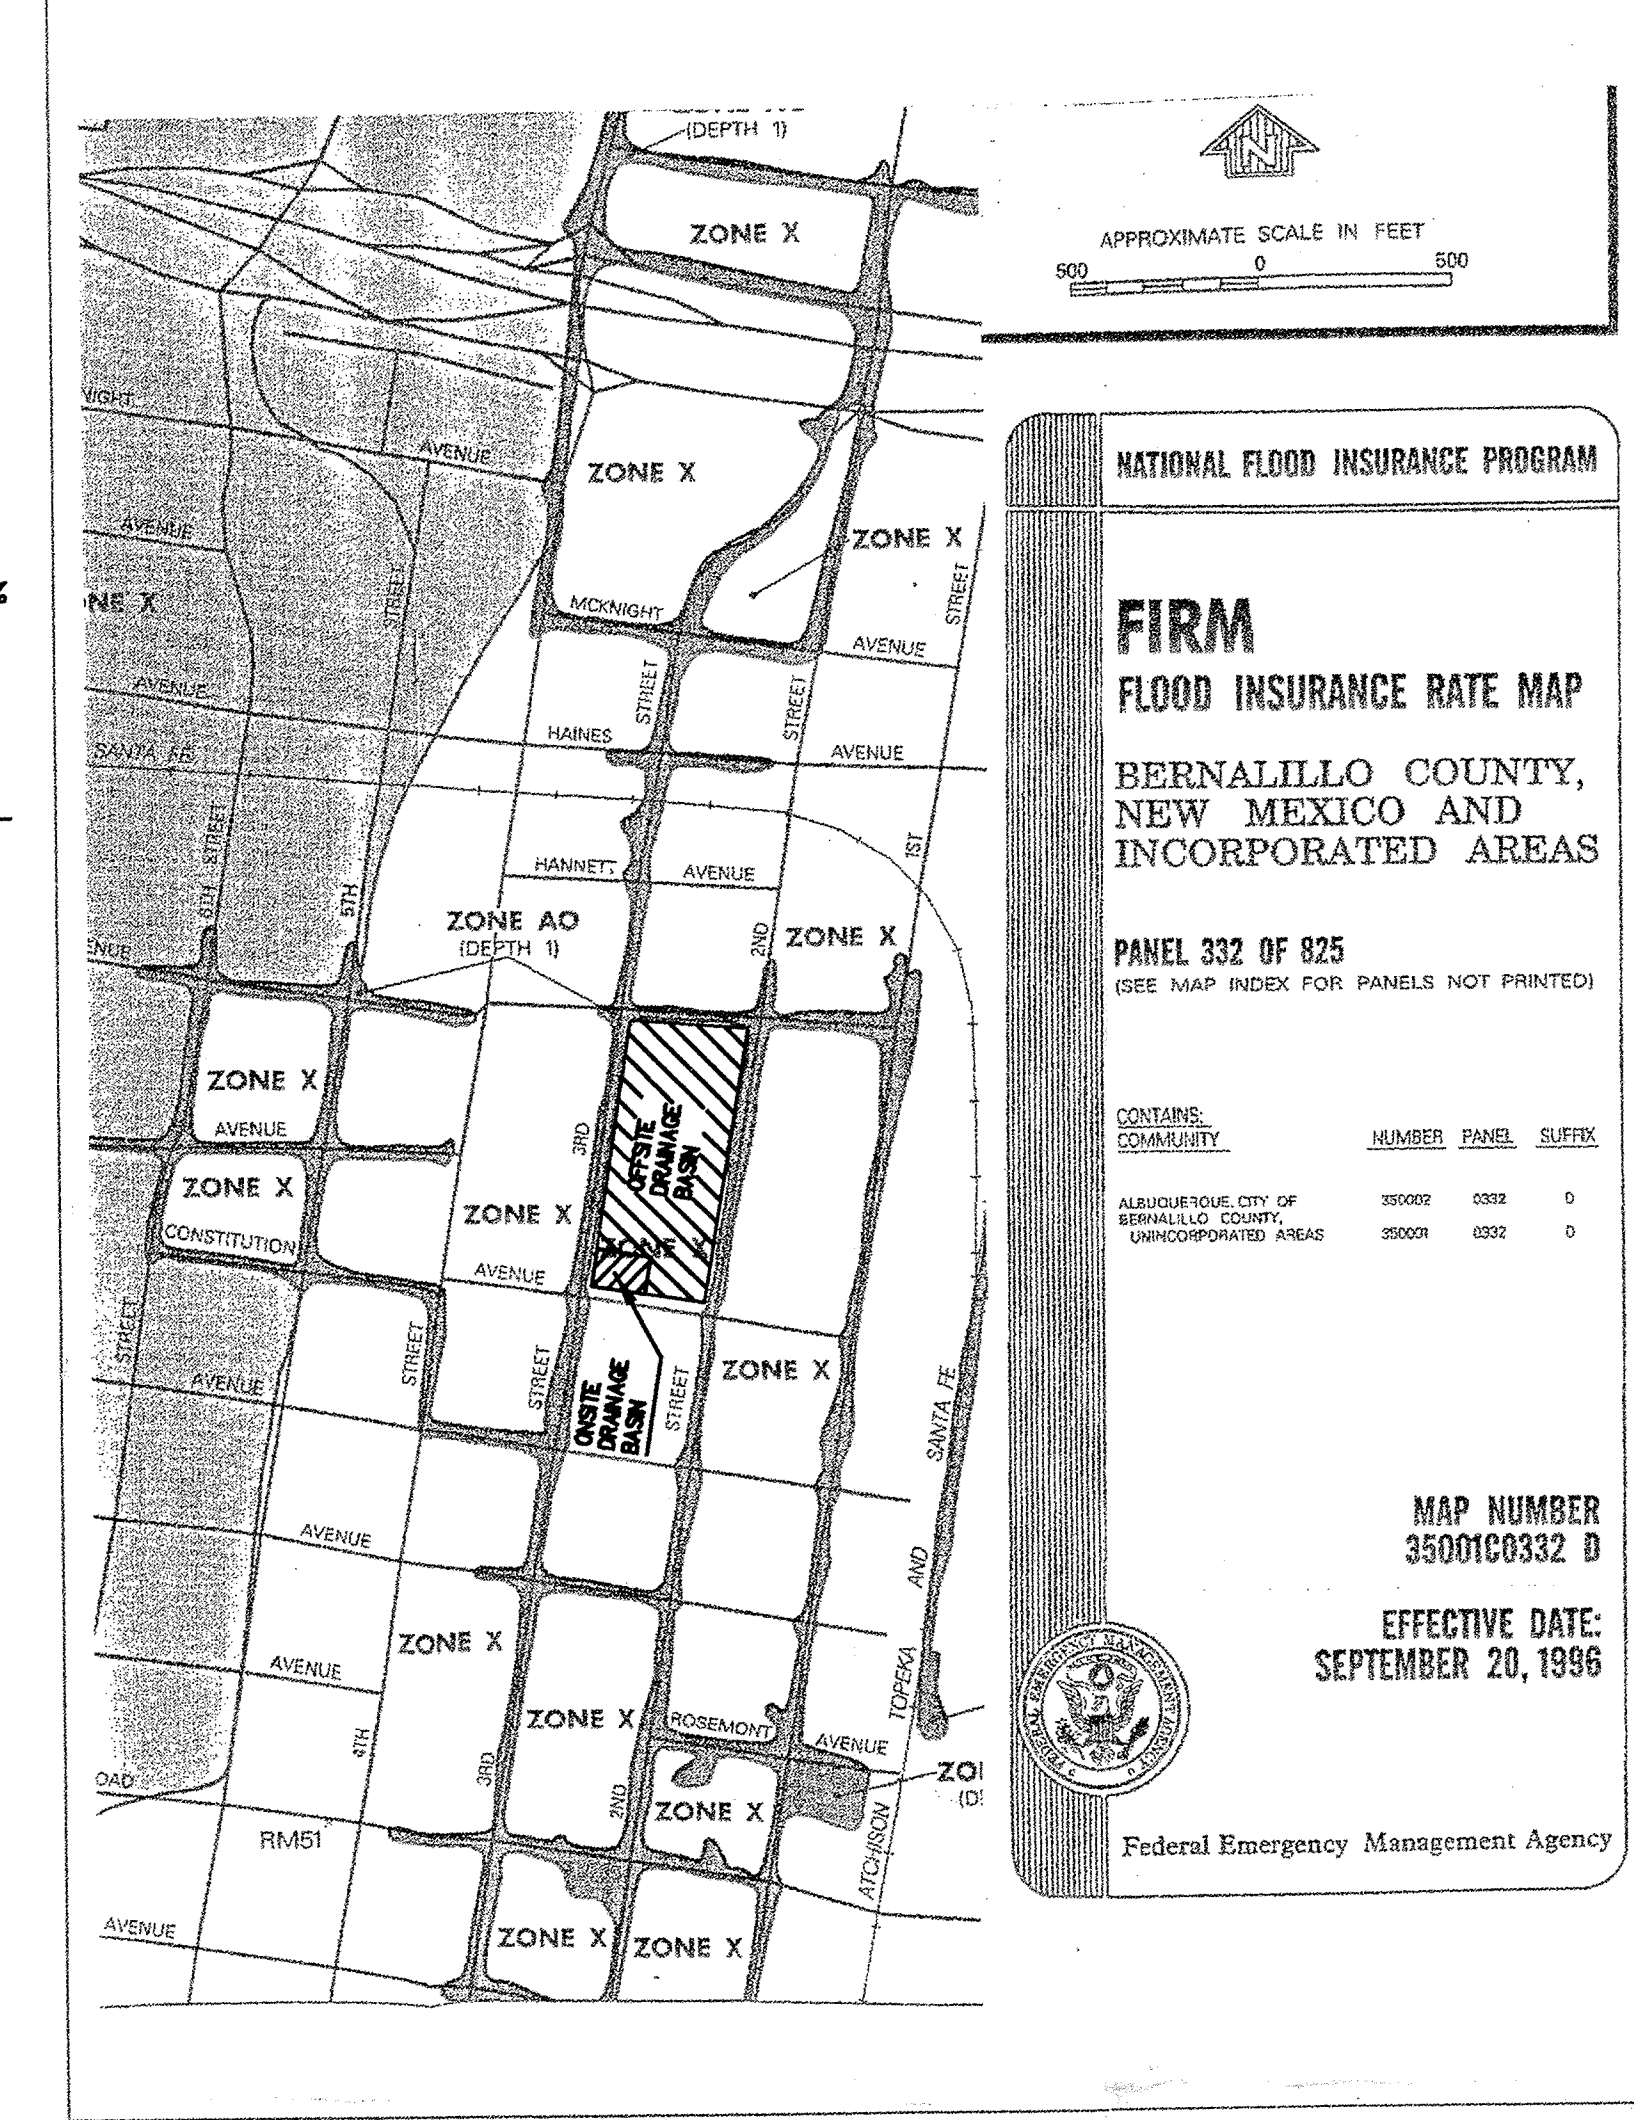 (DEPTH 1)
ZONE X
AVENUE
ZONE X
AVENUE
ZONE X
STREET
STREET
MCKNIGHT
AVENUE
STREET
STREET
AVENUE
HAINES
AVENUE
SANTA FE
6TH STREET
1ST
HANNETT
AVENUE
5TH
ZONE AO
(DEPTH 1)
2ND
ZONE X
ZONE X
AVENUE
3RD
OFFSITE
DRAINAGE
BASIN
ZONE X
ZONE X
CONSTITUTION
AVENUE
STREET
STREET
STREET
ONSITE
DRAINAGE
BASIN
STREET
ZONE X
AVENUE
SANTA FE
AVENUE
AND
ZONE X
AVENUE
TOPEKA
ZONE X
ROSEMONT
AVENUE
4TH
3RD
2ND
ZONE X
RM51
ATCHISON
AVENUE
ZONE X
ZONE X
N
APPROXIMATE SCALE IN FEET
500 0 500
NATIONAL FLOOD INSURANCE PROGRAM
FIRM
FLOOD INSURANCE RATE MAP
BERNALILLO COUNTY,
NEW MEXICO AND
INCORPORATED AREAS
PANEL 332 OF 825
(SEE MAP INDEX FOR PANELS NOT PRINTED)
CONTAINS:
COMMUNITY NUMBER PANEL SUFFIX
ALBUQUERQUE, CITY OF 350002 0332 D
BERNALILLO COUNTY,
UNINCORPORATED AREAS 350001 0332 D
MAP NUMBER
35001C0332 D
EFFECTIVE DATE:
SEPTEMBER 20, 1996
FEDERAL EMERGENCY MANAGEMENT AGENCY
Federal Emergency Management Agency